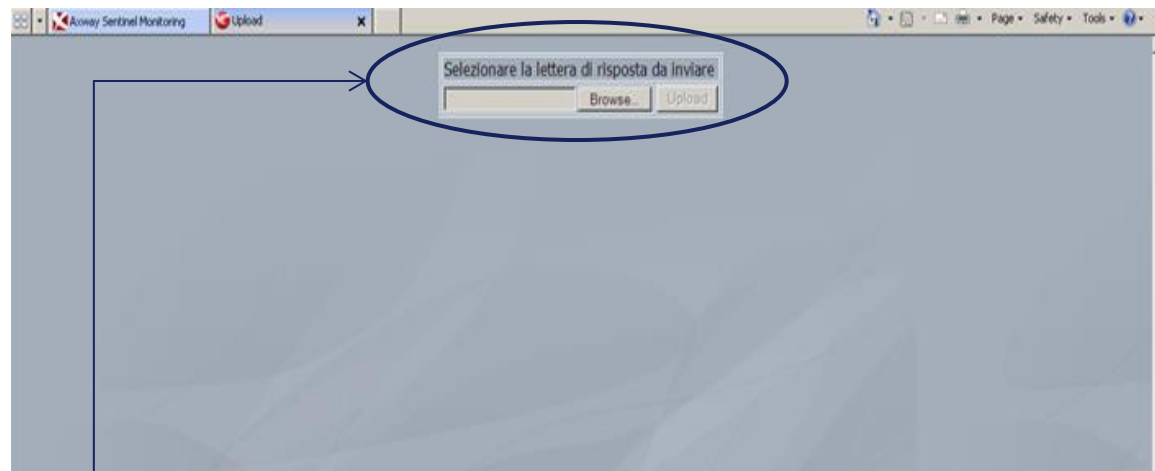 Axway Sentinel Monitoring Upload Page Safety Tools
Selezionare la lettera di risposta da inviare
Browse... Upload